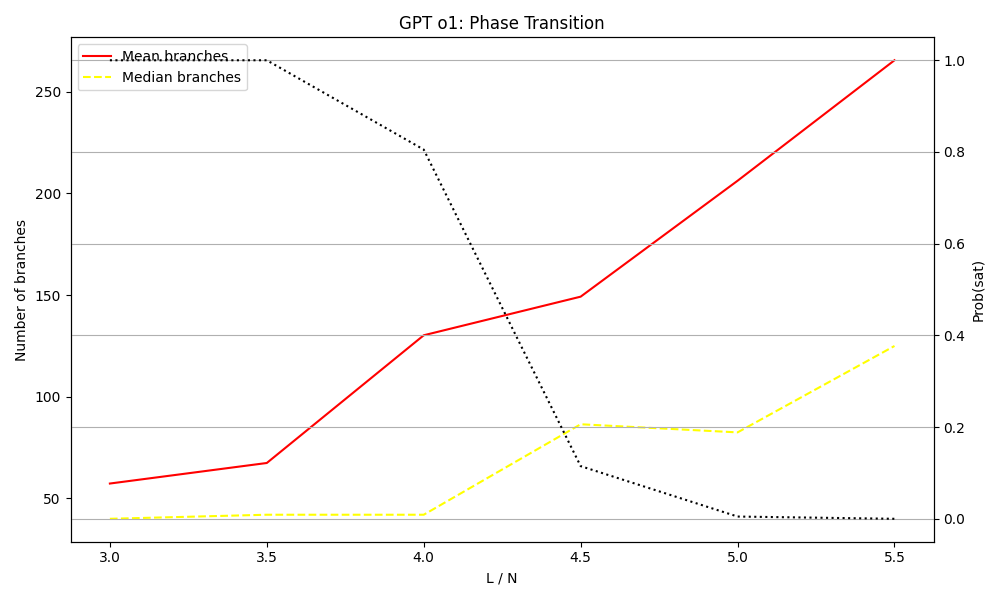 GPT o1: Phase Transition
Mean branches
Median branches
Number of branches
250
200
150
100
50
1.0
0.8
0.6
0.4
0.2
0.0
Prob(sat)
3.0 3.5 4.0 4.5 5.0 5.5
L / N